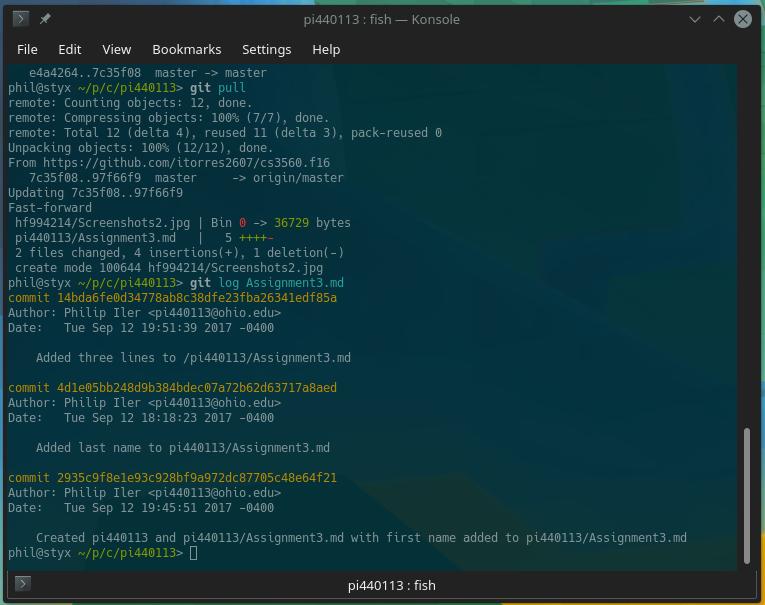 pi440113 : fish — Konsole
File Edit View Bookmarks Settings Help
   e4a4264..7c35f08  master -> master
phil@styx ~/p/c/pi440113> git pull
remote: Counting objects: 12, done.
remote: Compressing objects: 100% (7/7), done.
remote: Total 12 (delta 4), reused 11 (delta 3), pack-reused 0
Unpacking objects: 100% (12/12), done.
From https://github.com/itorres2607/cs3560.f16
   7c35f08..97f66f9  master     -> origin/master
Updating 7c35f08..97f66f9
Fast-forward
 hf994214/Screenshots2.jpg | Bin 0 -> 36729 bytes
 pi440113/Assignment3.md   |   5 ++++-
 2 files changed, 4 insertions(+), 1 deletion(-)
 create mode 100644 hf994214/Screenshots2.jpg
phil@styx ~/p/c/pi440113> git log Assignment3.md
commit 14bda6fe0d34778ab8c38dfe23fba26341edf85a
Author: Philip Iler <pi440113@ohio.edu>
Date:   Tue Sep 12 19:51:39 2017 -0400
    Added three lines to /pi440113/Assignment3.md
commit 4d1e05bb248d9b384bdec07a72b62d63717a8aed
Author: Philip Iler <pi440113@ohio.edu>
Date:   Tue Sep 12 18:18:23 2017 -0400
    Added last name to pi440113/Assignment3.md
commit 2935c9f8e1e93c928bf9a972dc87705c48e64f21
Author: Philip Iler <pi440113@ohio.edu>
Date:   Tue Sep 12 19:45:51 2017 -0400
    Created pi440113 and pi440113/Assignment3.md with first name added to pi440113/Assignment3.md
phil@styx ~/p/c/pi440113>
pi440113 : fish